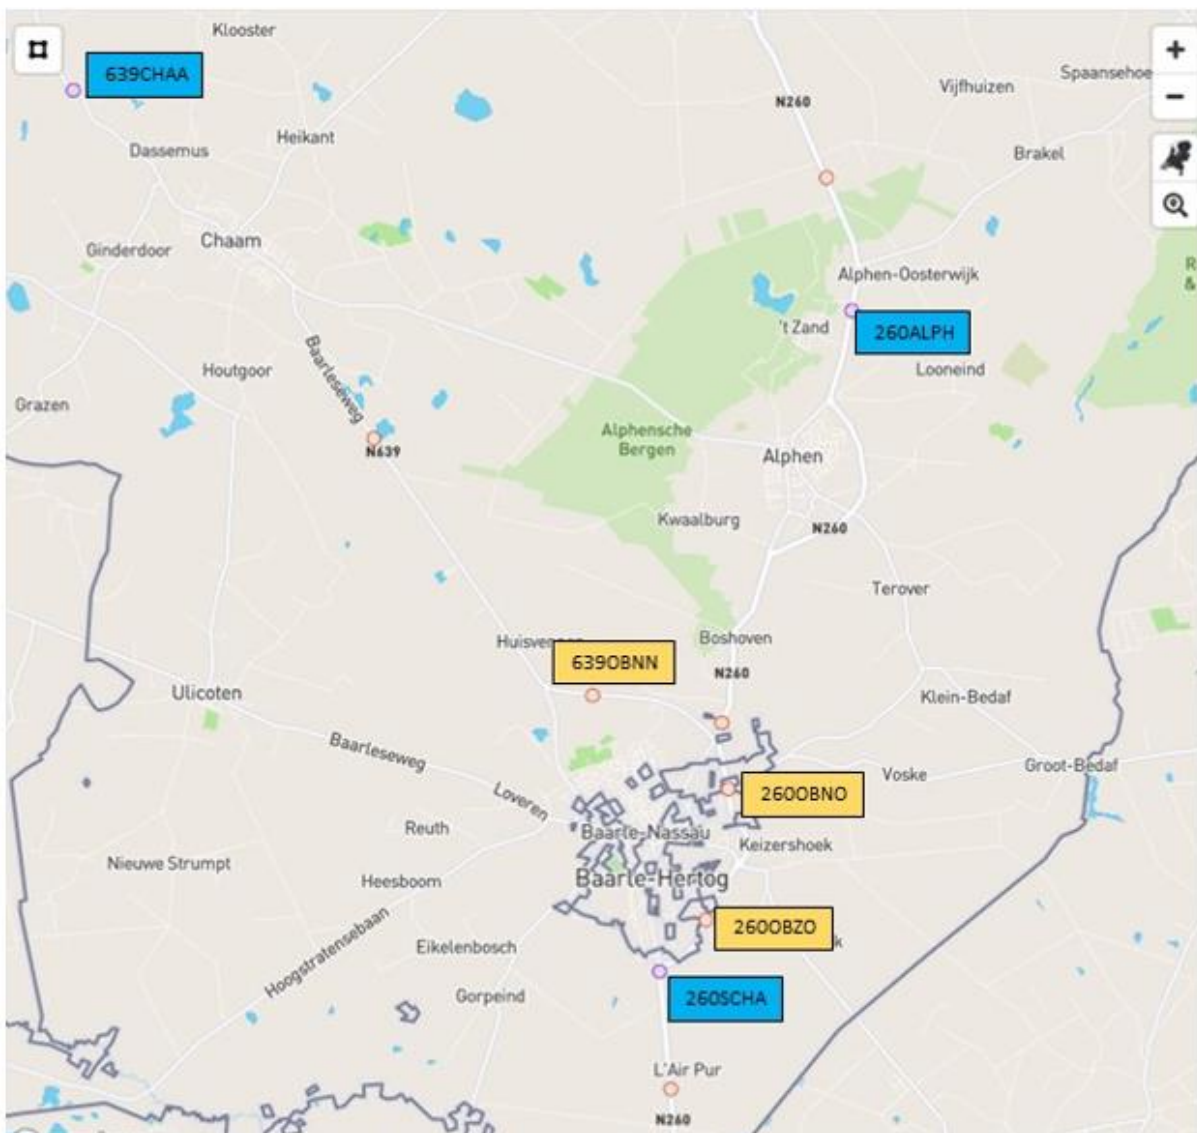 Klooster
639CHAA
N260
Vijfhuizen
Spaansehoe
+
−
Dassemus
Heikant
Brakel
Chaam
Ginderdoor
Alphen-Oosterwijk
R
&
't Zand
260ALPH
Looneind
Houtgoor
Baarleseweg
Grazen
N639
Alphensche
Bergen
Alphen
Kwaalburg
N260
Terover
Boshoven
639OBNN
N260
Ulicoten
Klein-Bedaf
Baarleseweg
Voske
Groot-Bedaf
260OBNO
Loveren
Reuth
Baarle-Nassau
Keizershoek
Nieuwe Strumpt
Heesboom
Baarle-Hertog
Hoogstratensebaan
260OBZO
k
Eikelenbosch
Gorpeind
260SCHA
L'Air Pur
N260